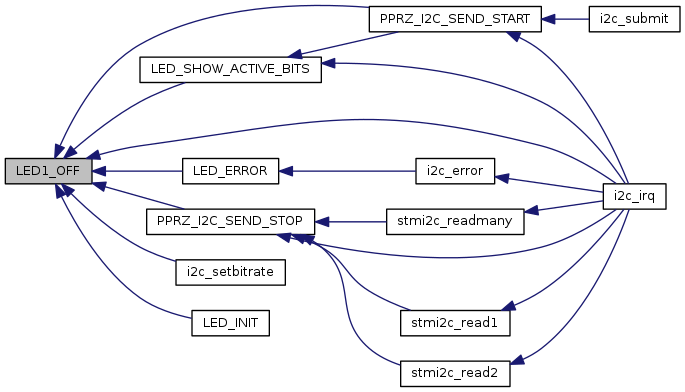 PPRZ_I2C_SEND_START
i2c_submit
LED_SHOW_ACTIVE_BITS
LED1_OFF
LED_ERROR
i2c_error
i2c_irq
PPRZ_I2C_SEND_STOP
stmi2c_readmany
i2c_setbitrate
LED_INIT
stmi2c_read1
stmi2c_read2